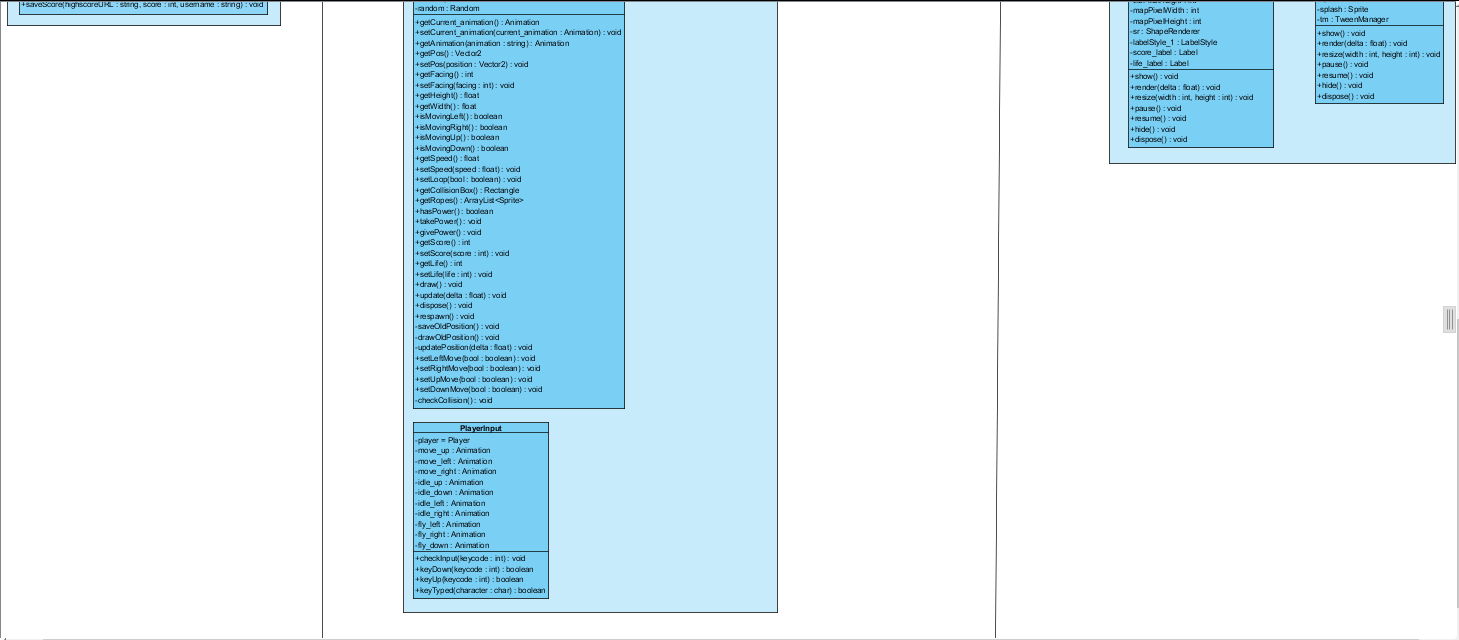 +saveScore(highscoreURL : string, score : int, username : string) : void
-random : Random
+getCurrent_animation() : Animation
+setCurrent_animation(current_animation : Animation) : void
+getAnimation(animation : string) : Animation
+getPos() : Vector2
+setPos(position : Vector2) : void
+getFacing() : int
+setFacing(facing : int) : void
+getHeight() : float
+getWidth() : float
+isMovingLeft() : boolean
+isMovingRight() : boolean
+isMovingUp() : boolean
+isMovingDown() : boolean
+getSpeed() : float
+setSpeed(speed : float) : void
+setLoop(bool : boolean) : void
+getCollisionBox() : Rectangle
+getRopes() : ArrayList<Sprite>
+hasPower() : boolean
+takePower() : void
+givePower() : void
+getScore() : int
+setScore(score : int) : void
+getLife() : int
+setLife(life : int) : void
+draw() : void
+update(delta : float) : void
+dispose() : void
+respawn() : void
-saveOldPosition() : void
-drawOldPosition() : void
-updatePosition(delta : float) : void
+setLeftMove(bool : boolean) : void
+setRightMove(bool : boolean) : void
+setUpMove(bool : boolean) : void
+setDownMove(bool : boolean) : void
-checkCollision() : void
PlayerInput
-player = Player
-move_up : Animation
-move_left : Animation
-move_right : Animation
-idle_up : Animation
-idle_down : Animation
-idle_left : Animation
-idle_right : Animation
-fly_left : Animation
-fly_right : Animation
-fly_down : Animation
+checkInput(keycode : int) : void
+keyDown(keycode : int) : boolean
+keyUp(keycode : int) : boolean
+keyTyped(character : char) : boolean
-mapPixelWidth : int
-mapPixelHeight : int
-sr : ShapeRenderer
-labelStyle_1 : LabelStyle
-score_label : Label
-life_label : Label
+show() : void
+render(delta : float) : void
+resize(width : int, height : int) : void
+pause() : void
+resume() : void
+hide() : void
+dispose() : void
-splash : Sprite
-tm : TweenManager
+show() : void
+render(delta : float) : void
+resize(width : int, height : int) : void
+pause() : void
+resume() : void
+hide() : void
+dispose() : void